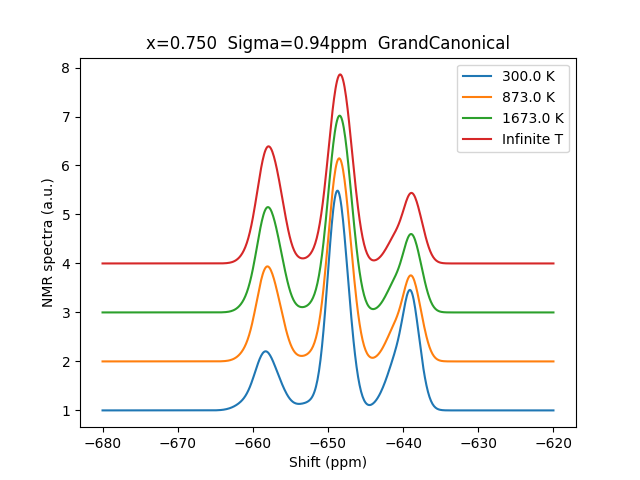 x=0.750  Sigma=0.94ppm  GrandCanonical
NMR spectra (a.u.)
8
7
6
5
4
3
2
1
300.0 K
873.0 K
1673.0 K
Infinite T
−680 −670 −660 −650 −640 −630 −620
Shift (ppm)